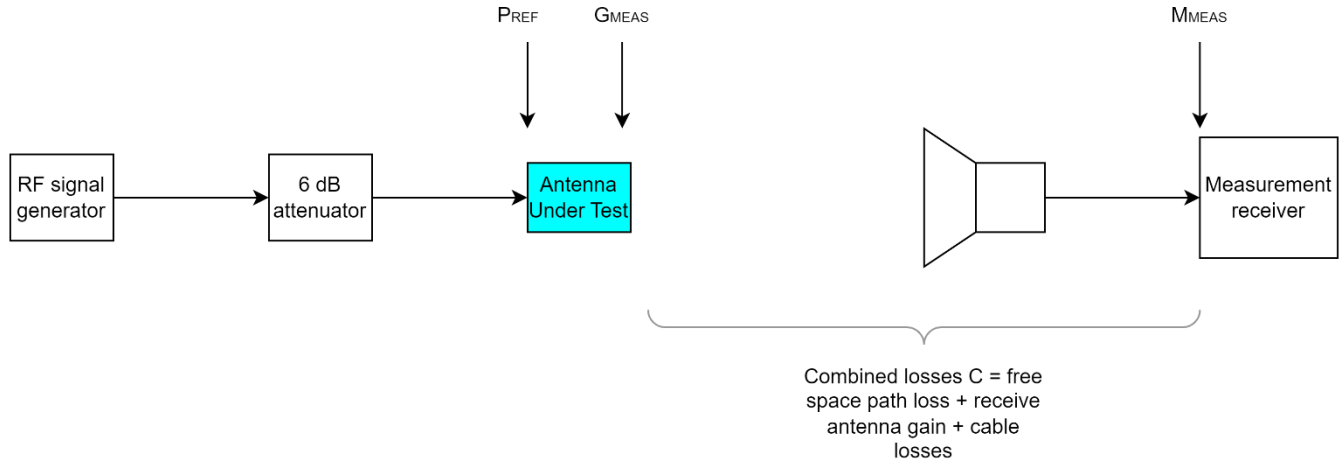 PREF
GMEAS
MMEAS
RF signal
generator
6 dB
attenuator
Antenna
Under Test
Measurement
receiver
Combined losses C = free
space path loss + receive
antenna gain + cable
losses